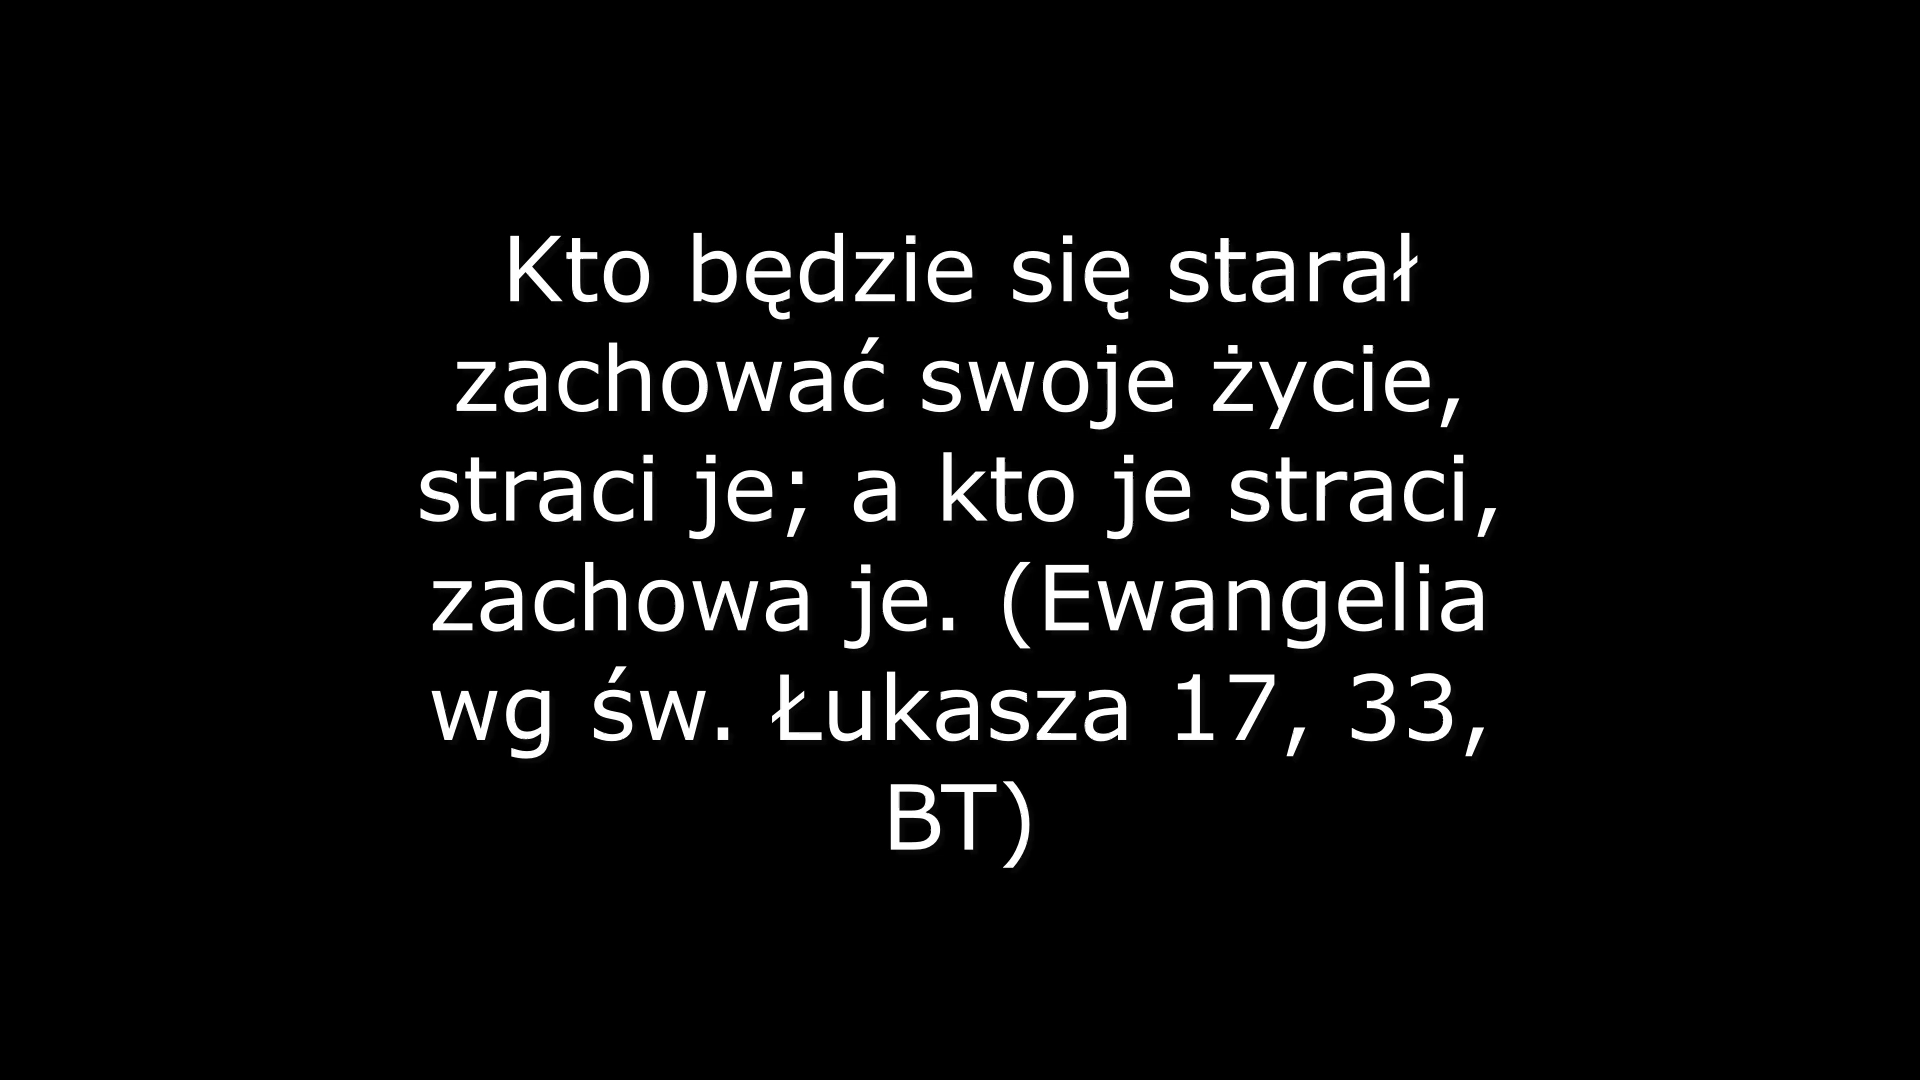 Kto będzie się starał
zachować swoje życie,
straci je; a kto je straci,
zachowa je. (Ewangelia
wg św. Łukasza 17, 33,
BT)